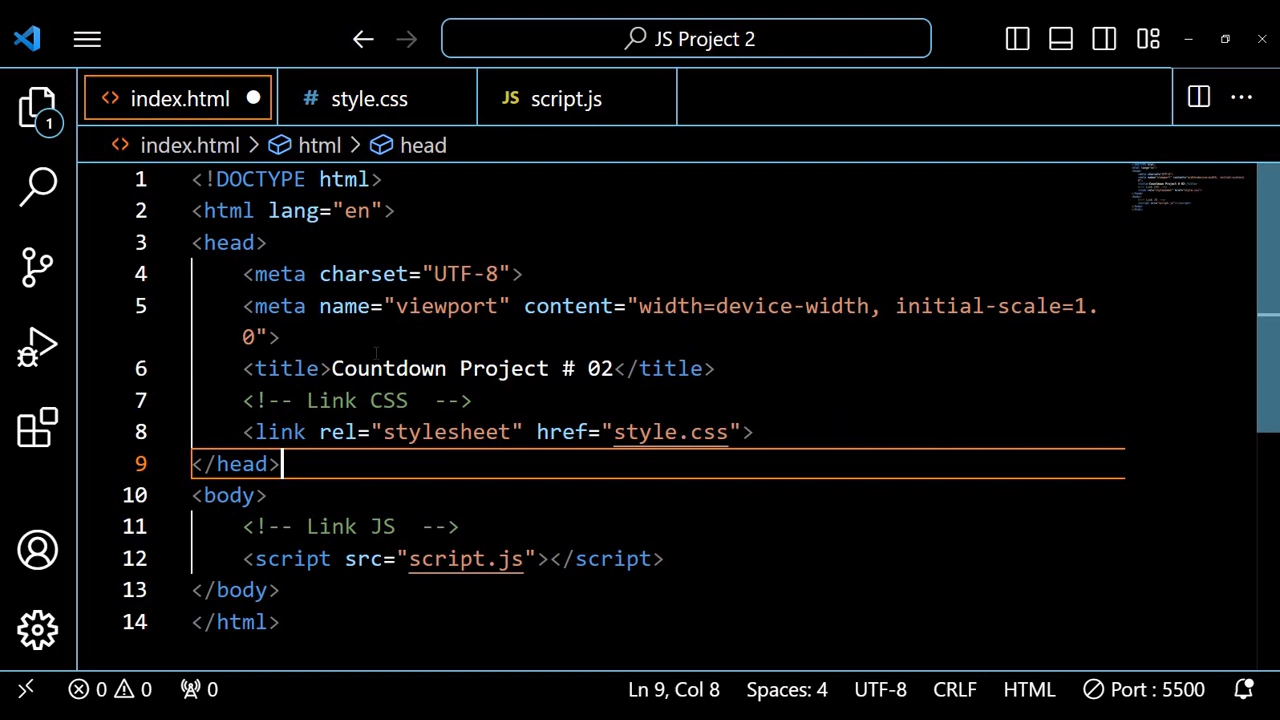 JS Project 2
index.html
# style.css
JS script.js
1
index.html > html > head
1 <!DOCTYPE html>
2 <html lang="en">
3 <head>
4 <meta charset="UTF-8">
5 <meta name="viewport" content="width=device-width, initial-scale=1.
0">
6 <title>Countdown Project # 02</title>
7 <!-- Link CSS  -->
8 <link rel="stylesheet" href="style.css">
9 </head>
10 <body>
11 <!-- Link JS  -->
12 <script src="script.js"></script>
13 </body>
14 </html>
0 0 0 Ln 9, Col 8 Spaces: 4 UTF-8 CRLF HTML Port : 5500